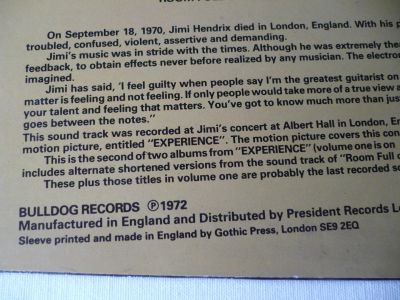 On September 18, 1970, Jimi Hendrix died in London, England. With his p
troubled, confused, violent, assertive and demanding.
Jimi's music was in stride with the times. Although he was extremely thea
feedback, to obtain effects never before realized by any musician. The electron
imagined.
Jimi has said, 'I feel guilty when people say I'm the greatest guitarist on
matter is feeling and not feeling. If only people would take more of a true view a
your talent and feeling that matters. You've got to know much more than just
goes between the notes."
This sound track was recorded at Jimi's concert at Albert Hall in London, En
motion picture, entitled "EXPERIENCE". The motion picture covers this con
This is the second of two albums from "EXPERIENCE" (volume one is on
includes alternate shortened versions from the sound track of "Room Full o
These plus those titles in volume one are probably the last recorded so
BULLDOG RECORDS ℗1972
Manufactured in England and Distributed by President Records L
Sleeve printed and made in England by Gothic Press, London SE9 2EQ